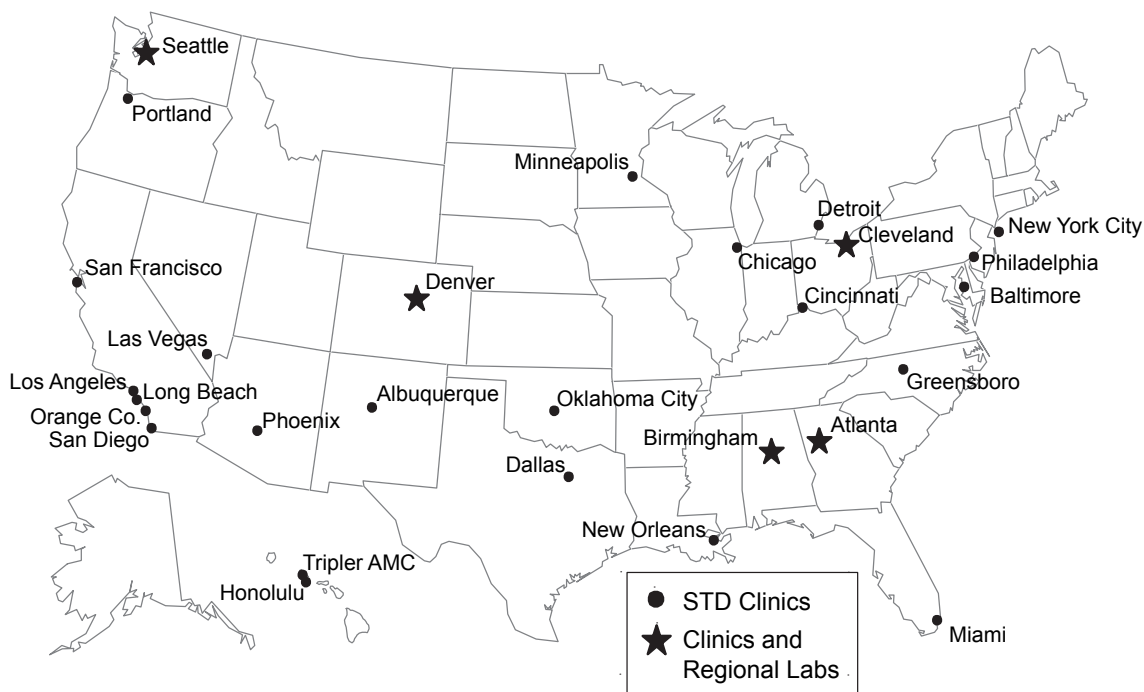 Seattle
Portland
Minneapolis
Detroit
Cleveland
New York City
Chicago
Philadelphia
San Francisco
Denver
Cincinnati
Baltimore
Las Vegas
Los Angeles
Long Beach
Orange Co.
San Diego
Phoenix
Albuquerque
Oklahoma City
Greensboro
Birmingham
Atlanta
Dallas
New Orleans
Tripler AMC
Honolulu
Miami
STD Clinics
Clinics and
Regional Labs